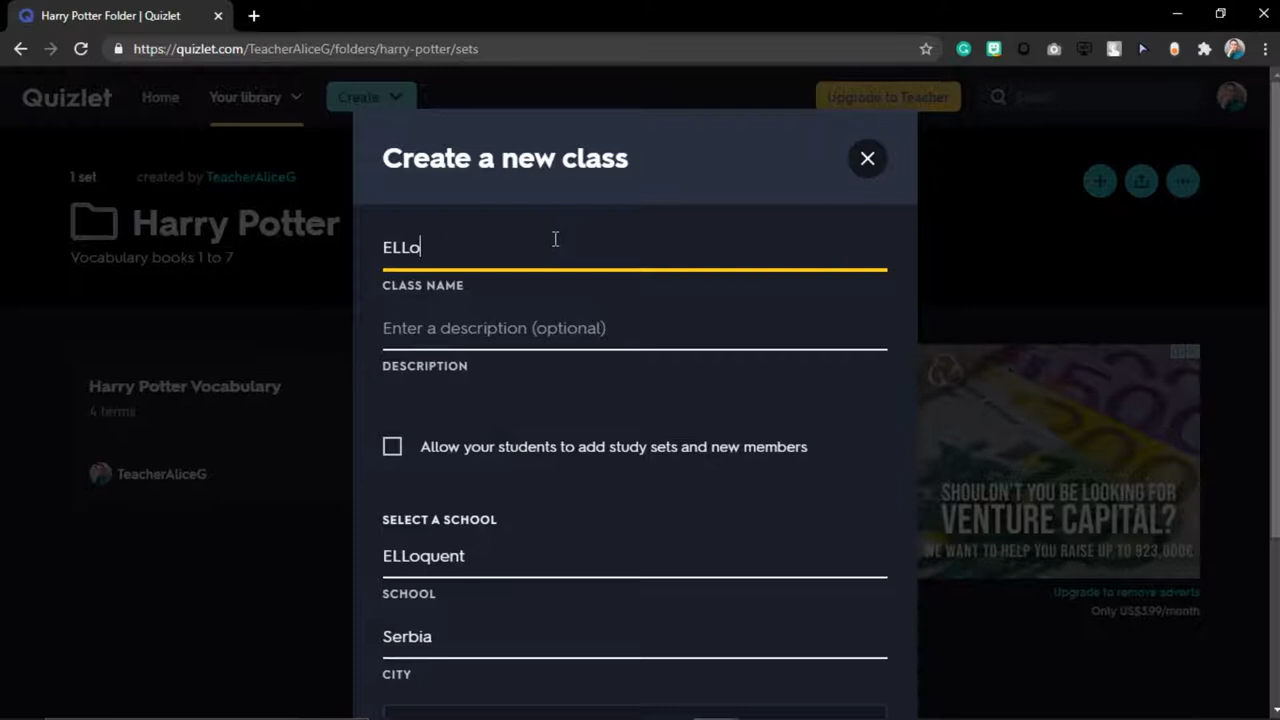 Harry Potter Folder | Quizlet
https://quizlet.com/TeacherAliceG/folders/harry-potter/sets
Quizlet
Home
Your library
Create
Upgrade to Teacher
Create a new class
1 set
created by TeacherAliceG
Harry Potter
Vocabulary books 1 to 7
ELLo
CLASS NAME
Enter a description (optional)
DESCRIPTION
Harry Potter Vocabulary
4 terms
TeacherAliceG
Allow your students to add study sets and new members
SELECT A SCHOOL
ELLoquent
SCHOOL
Serbia
CITY
SHOULDN'T YOU BE LOOKING FOR
VENTURE CAPITAL?
WE WANT TO HELP YOU RAISE UP TO 923,000€
Upgrade to remove adverts
Only US$3.99/month